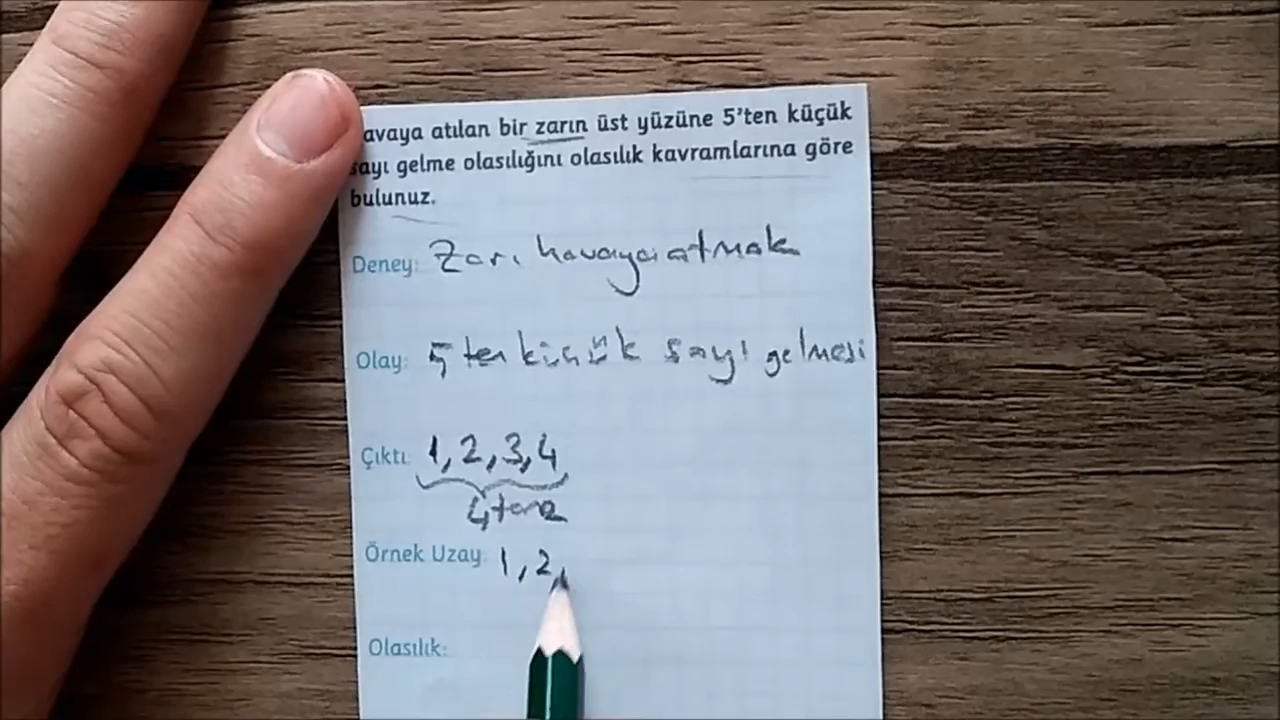 avaya atılan bir zarın üst yüzüne 5'ten küçük
sayı gelme olasılığını olasılık kavramlarına göre
bulunuz.
Deney: Zarı havaya atmak
Olay: 5 ten küçük sayı gelmesi
Çıktı: 1, 2, 3, 4
4 tane
Örnek Uzay: 1, 2,
Olasılık: